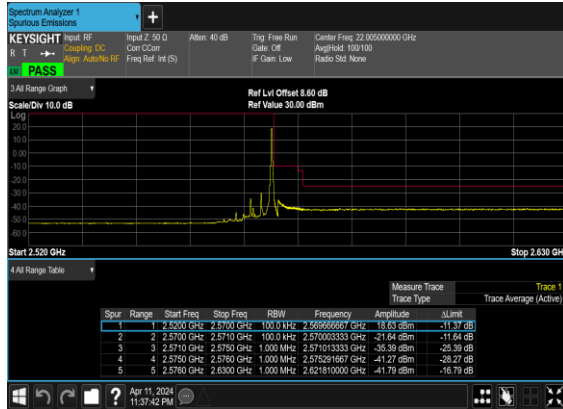 Spectrum Analyzer 1
Spurious Emissions
+
KEYSIGHT Input: RF Input Z: 50 Ω Atten: 40 dB Trig: Free Run Center Freq: 22.005000000 GHz
R T Coupling: DC Corr CCorr Gate: Off Avg|Hold: 100/100
Align: Auto/No RF Freq Ref: Int (S) IF Gain: Low Radio Std: None
PASS
3 All Range Graph
Ref Lvl Offset 8.60 dB
Scale/Div 10.0 dB Ref Value 30.00 dBm
Log
20.0
10.0
0.00
-10.0
-20.0
-30.0
-40.0
-50.0
-60.0
Start 2.520 GHz Stop 2.630 GH
4 All Range Table
Measure Trace Trace 1
Trace Type Trace Average (Active)
Spur Range Start Freq Stop Freq RBW Frequency Amplitude ΔLimit
1 1 2.5200 GHz 2.5700 GHz 100.0 kHz 2.569666667 GHz 18.63 dBm -11.37 dB
2 2 2.5700 GHz 2.5710 GHz 100.0 kHz 2.570003333 GHz -21.64 dBm -11.64 dB
3 3 2.5710 GHz 2.5750 GHz 1.000 MHz 2.571013333 GHz -35.39 dBm -25.39 dB
4 4 2.5750 GHz 2.5760 GHz 1.000 MHz 2.575291667 GHz -41.27 dBm -28.27 dB
5 5 2.5760 GHz 2.6300 GHz 1.000 MHz 2.621810000 GHz -41.79 dBm -16.79 dB
? Apr 11, 2024
11:37:42 PM